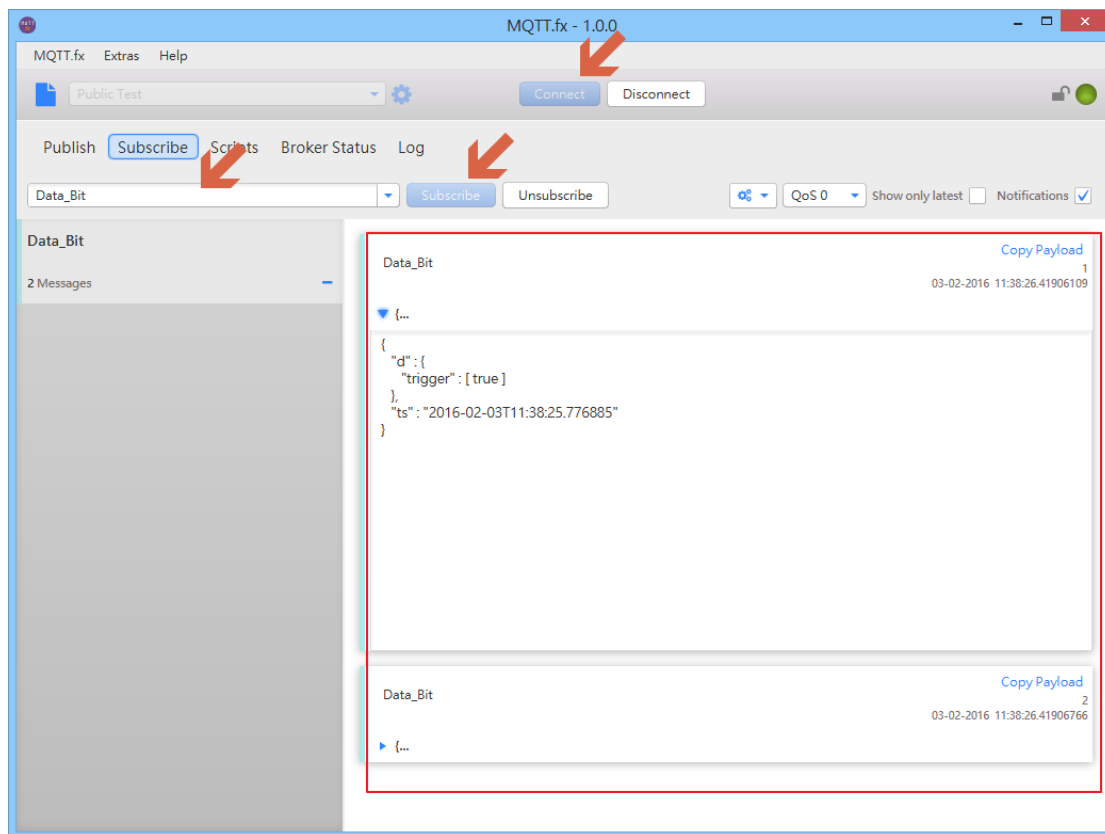 MQTT.fx - 1.0.0
MQTT.fx Extras Help
Public Test Connect Disconnect
Publish Subscribe Scripts Broker Status Log
Data_Bit Subscribe Unsubscribe QoS 0 Show only latest Notifications
Data_Bit
2 Messages
Copy Payload
Data_Bit
1
03-02-2016 11:38:26.41906109
{...
{
"d" : {
"trigger" : [ true ]
},
"ts" : "2016-02-03T11:38:25.776885"
}
Copy Payload
Data_Bit
2
03-02-2016 11:38:26.41906766
{...